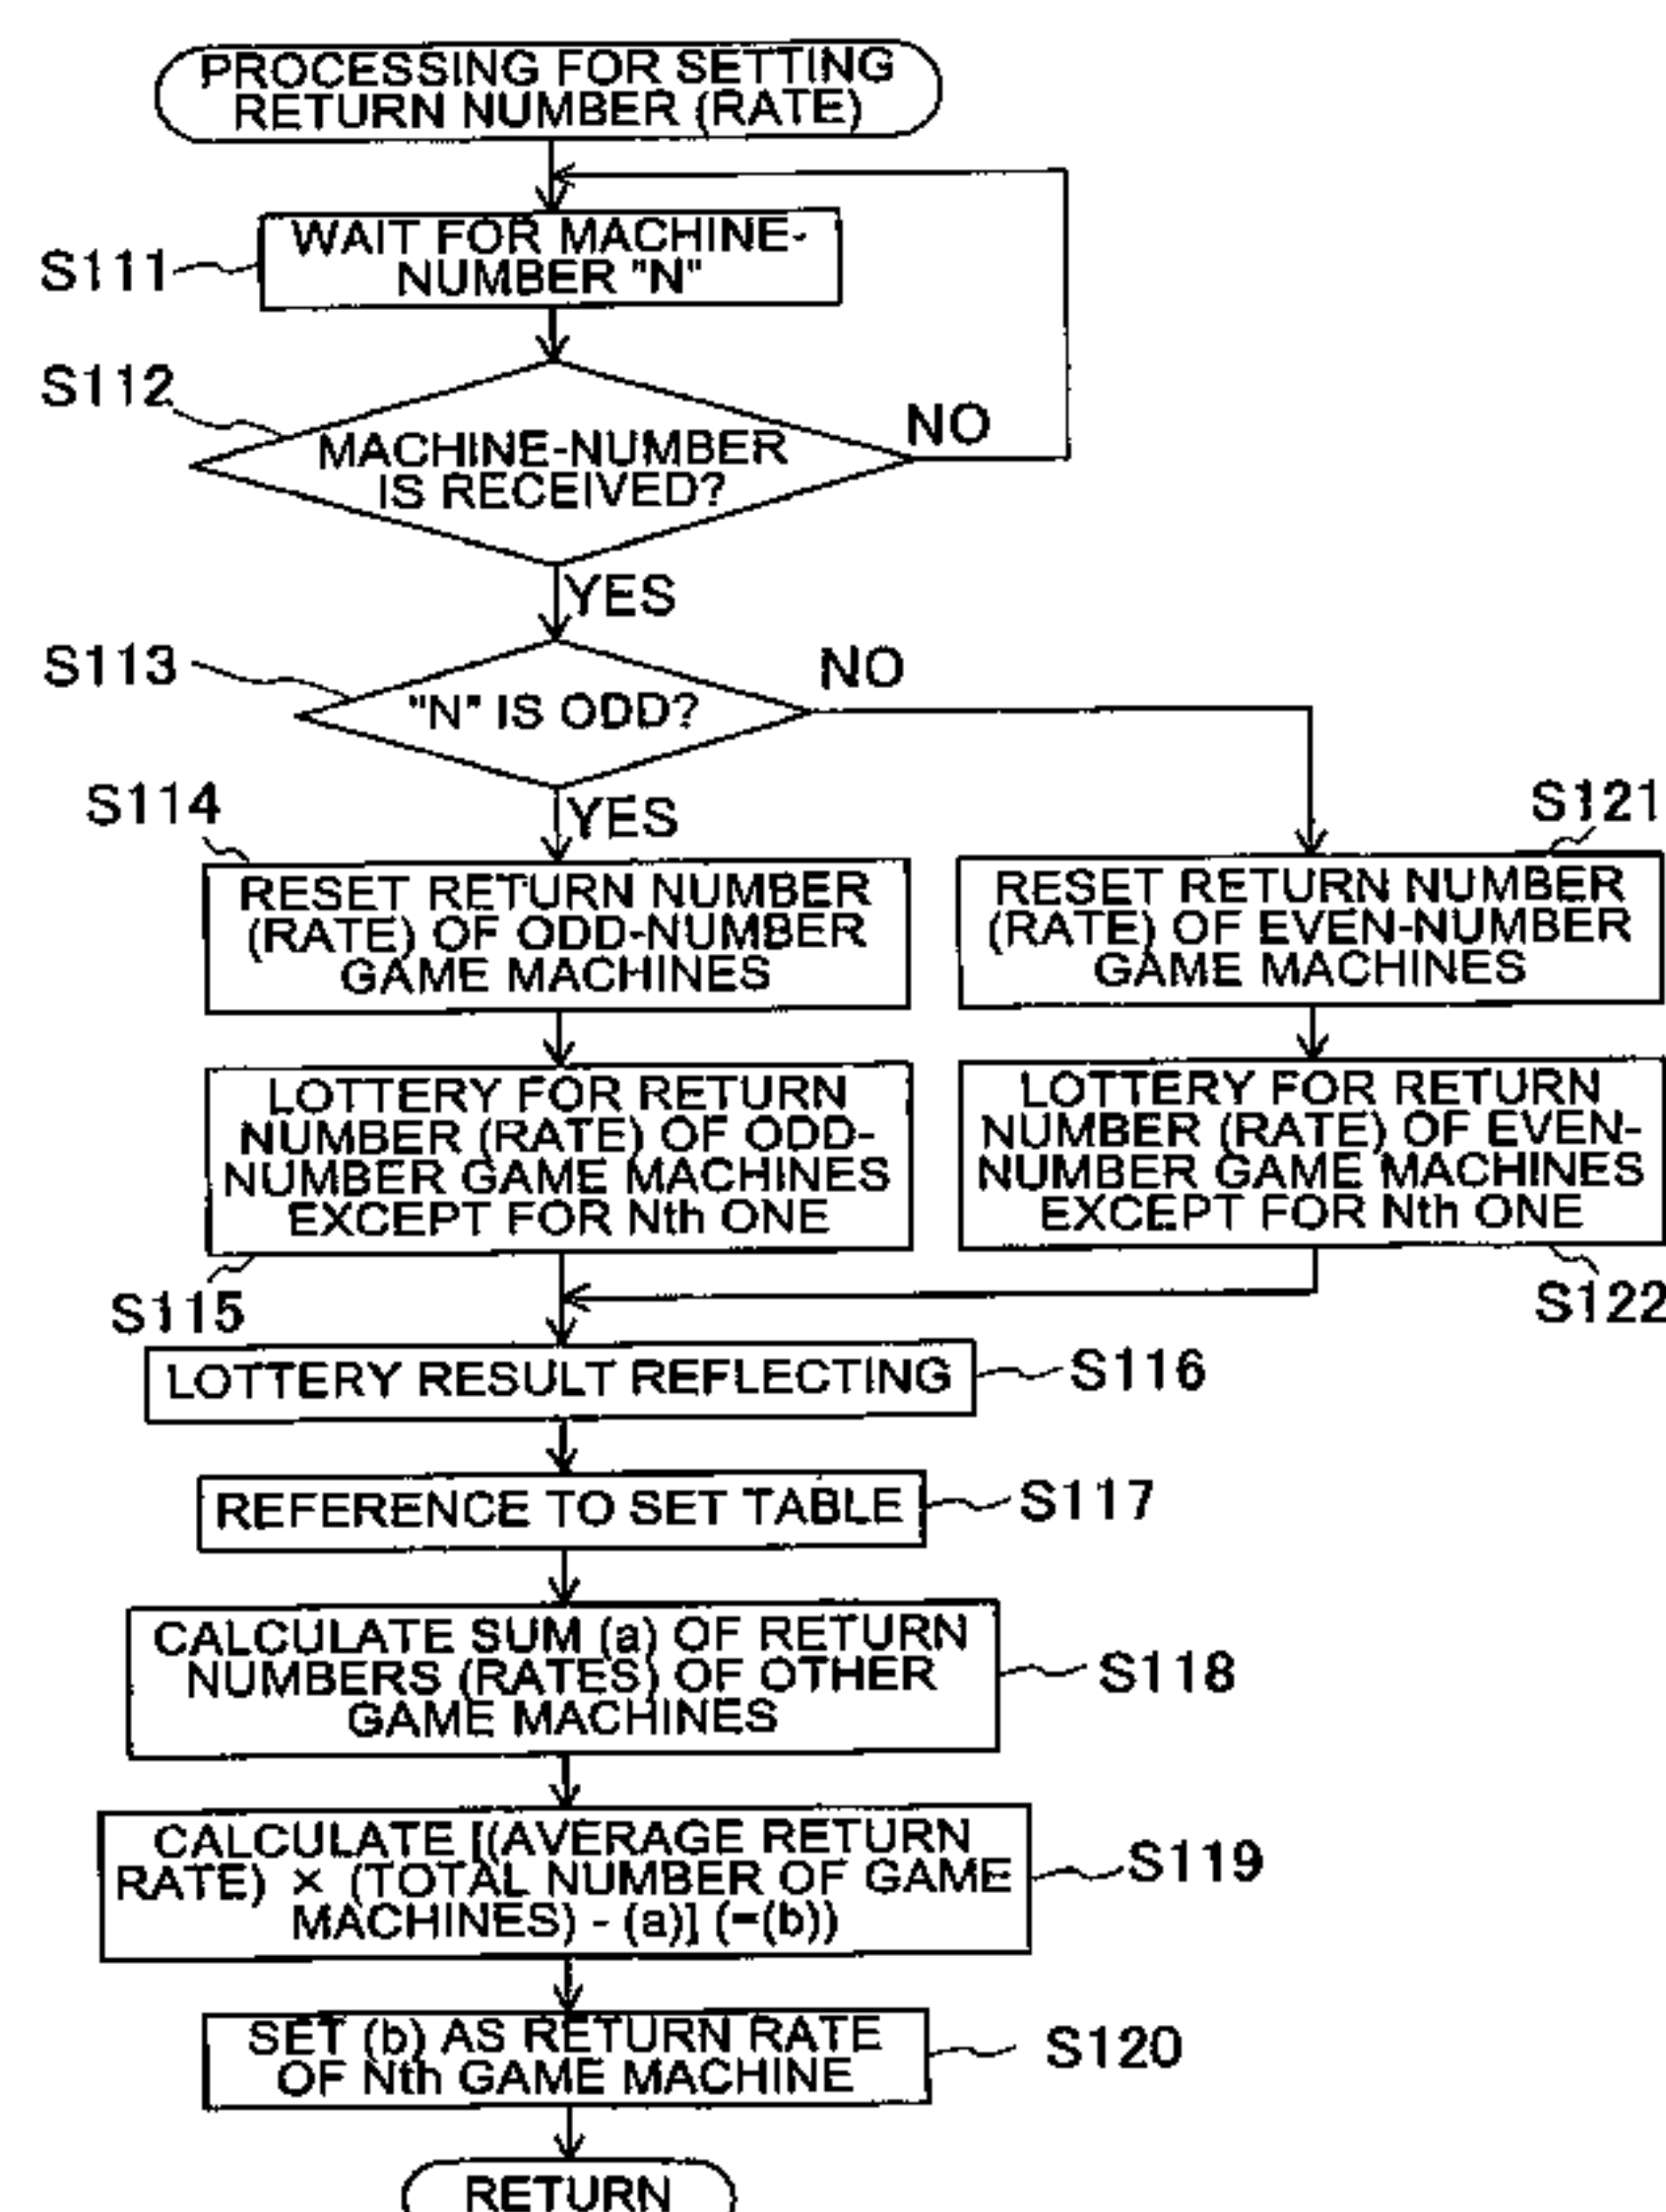 PROCESSING FOR SETTING
RETURN NUMBER (RATE)
S111
WAIT FOR MACHINE-
NUMBER "N"
S112
MACHINE-NUMBER
IS RECEIVED?
NO
YES
S113
"N" IS ODD?
NO
YES
S114
RESET RETURN NUMBER
(RATE) OF ODD-NUMBER
GAME MACHINES
S121
RESET RETURN NUMBER
(RATE) OF EVEN-NUMBER
GAME MACHINES
LOTTERY FOR RETURN
NUMBER (RATE) OF ODD-
NUMBER GAME MACHINES
EXCEPT FOR Nth ONE
S115
LOTTERY FOR RETURN
NUMBER (RATE) OF EVEN-
NUMBER GAME MACHINES
EXCEPT FOR Nth ONE
S122
LOTTERY RESULT REFLECTING
S116
REFERENCE TO SET TABLE
S117
CALCULATE SUM (a) OF RETURN
NUMBERS (RATES) OF OTHER
GAME MACHINES
S118
CALCULATE [(AVERAGE RETURN
RATE) × (TOTAL NUMBER OF GAME
MACHINES) - (a)] (=(b))
S119
SET (b) AS RETURN RATE
OF Nth GAME MACHINE
S120
RETURN